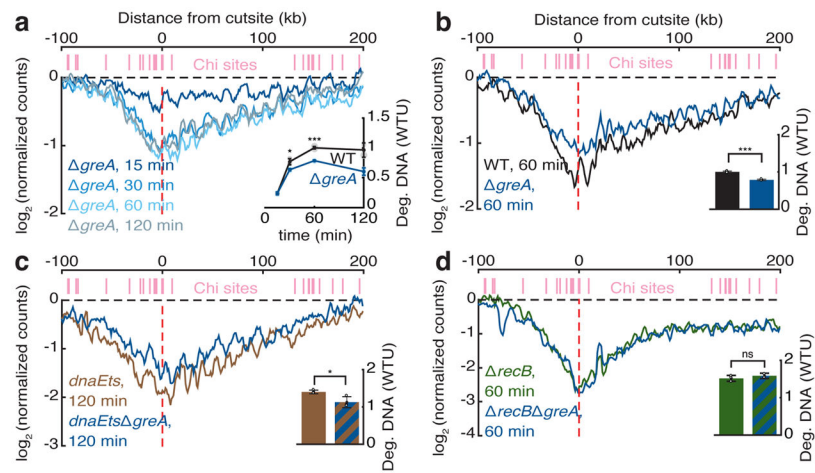 a
Distance from cutsite (kb)
-100 0 100 200
Chi sites
log2 (normalized counts)
0
-1
-2
ΔgreA, 15 min
ΔgreA, 30 min
ΔgreA, 60 min
ΔgreA, 120 min
* ***
WT
ΔgreA
1.5
1
0.5
0
Deg. DNA (WTU)
0 60 120
time (min)
b
Distance from cutsite (kb)
-100 0 100 200
Chi sites
log2 (normalized counts)
0
-1
-2
WT, 60 min
ΔgreA,
60 min
***
2
1
0
Deg. DNA (WTU)
c
-100 0 100 200
Chi sites
log2 (normalized counts)
0
-1
-2
-3
dnaEts,
120 min
dnaEtsΔgreA,
120 min
*
2
1
0
Deg. DNA (WTU)
d
-100 0 100 200
Chi sites
log2 (normalized counts)
0
-1
-2
-3
-4
ΔrecB,
60 min
ΔrecBΔgreA,
60 min
ns
2
1
0
Deg. DNA (WTU)